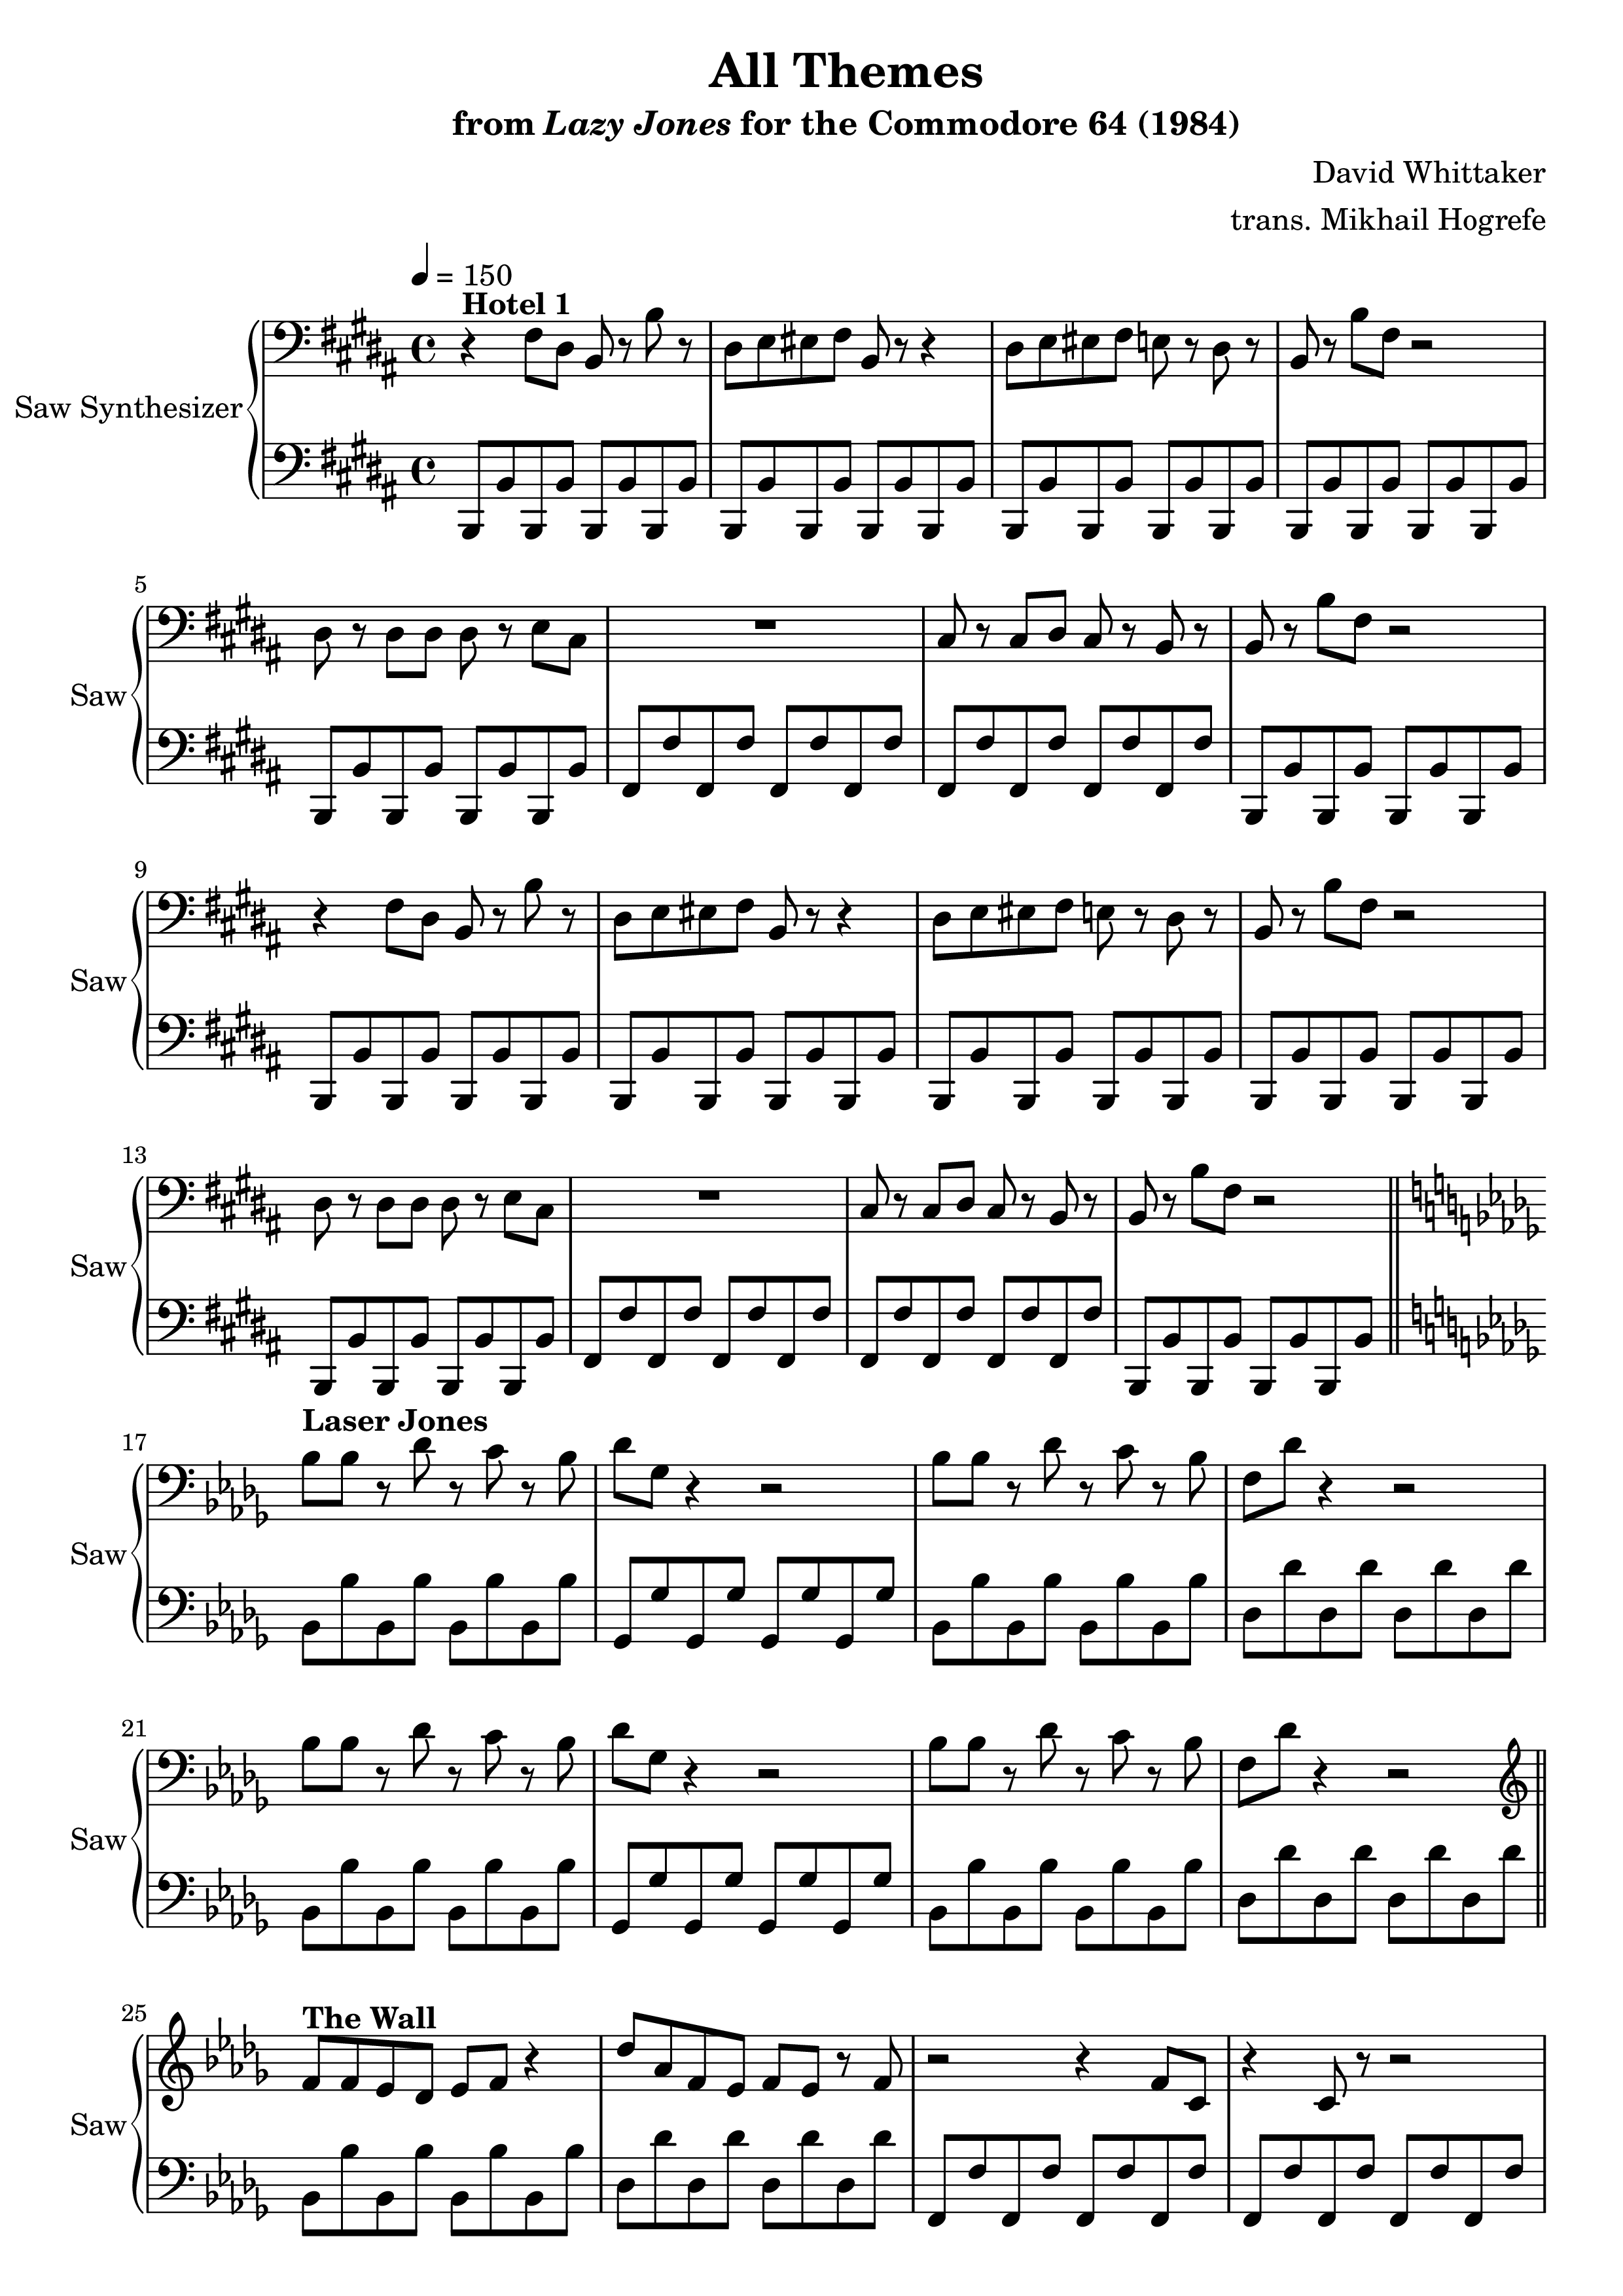 All Themes
from Lazy Jones for the Commodore 64 (1984)
David Whittaker
trans. Mikhail Hogrefe
= 150
Hotel 1
Saw Synthesizer
5
Saw
9
Saw
13
Saw
Laser Jones
17
Saw
21
Saw
The Wall
25
Saw